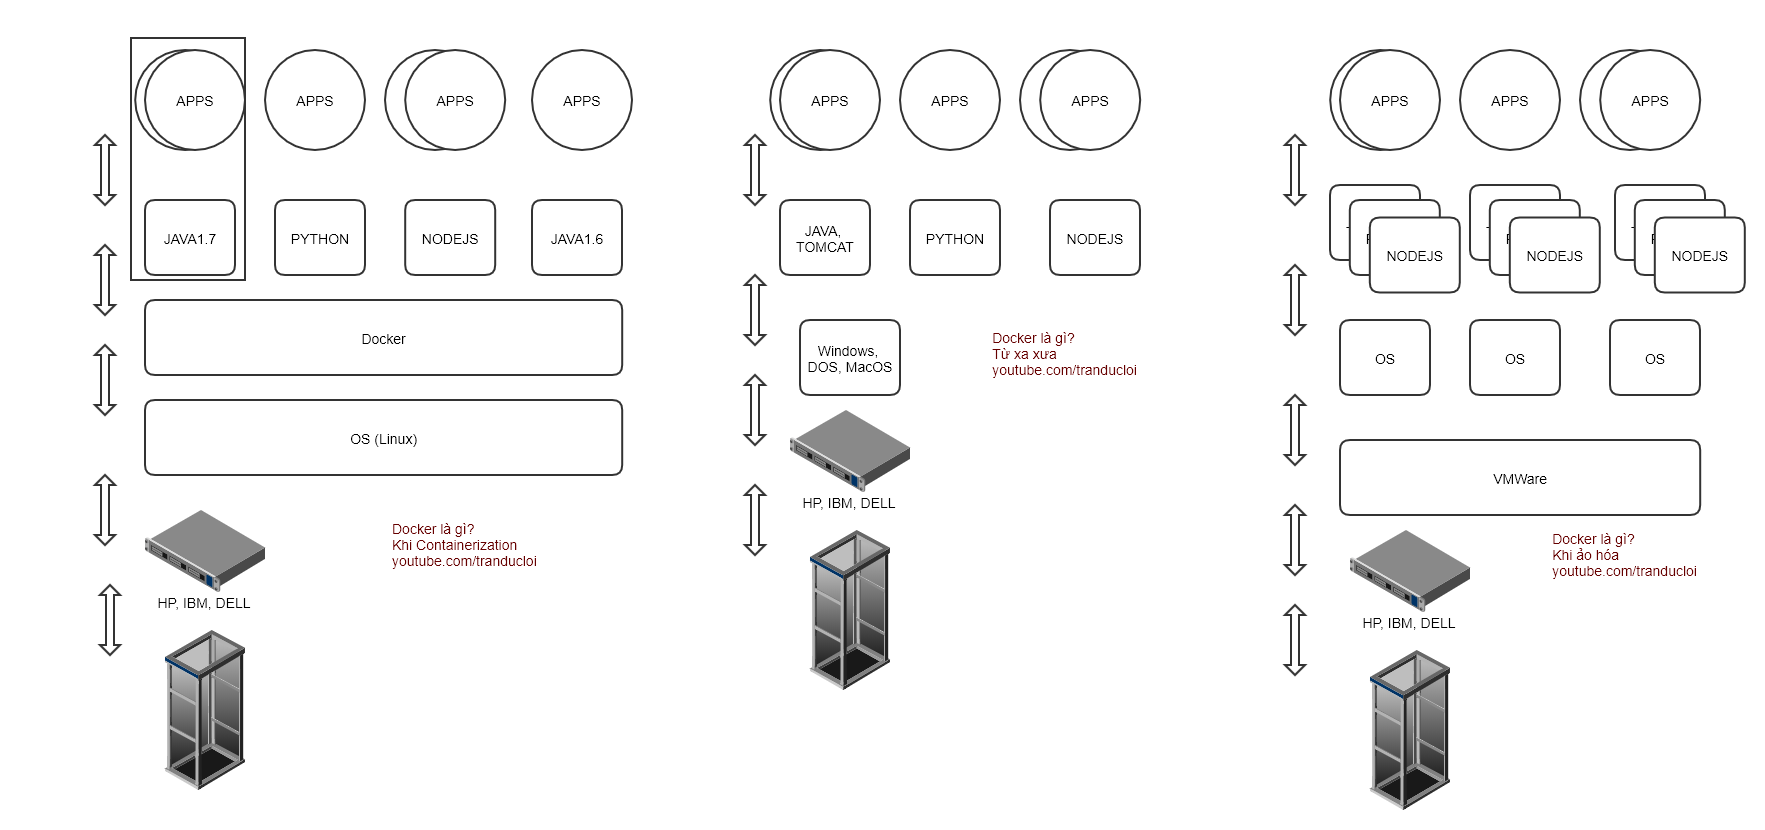 APPS
APPS
APPS
APPS
JAVA1.7
PYTHON
NODEJS
JAVA1.6
Docker
OS (Linux)
HP, IBM, DELL
Docker là gì?
Khi Containerization
youtube.com/tranducloi
APPS
APPS
APPS
JAVA,
TOMCAT
PYTHON
NODEJS
Windows,
DOS, MacOS
Docker là gì?
Từ xa xưa
youtube.com/tranducloi
HP, IBM, DELL
APPS
APPS
APPS
NODEJS
NODEJS
NODEJS
OS
OS
OS
VMWare
Docker là gì?
Khi ảo hóa
youtube.com/tranducloi
HP, IBM, DELL